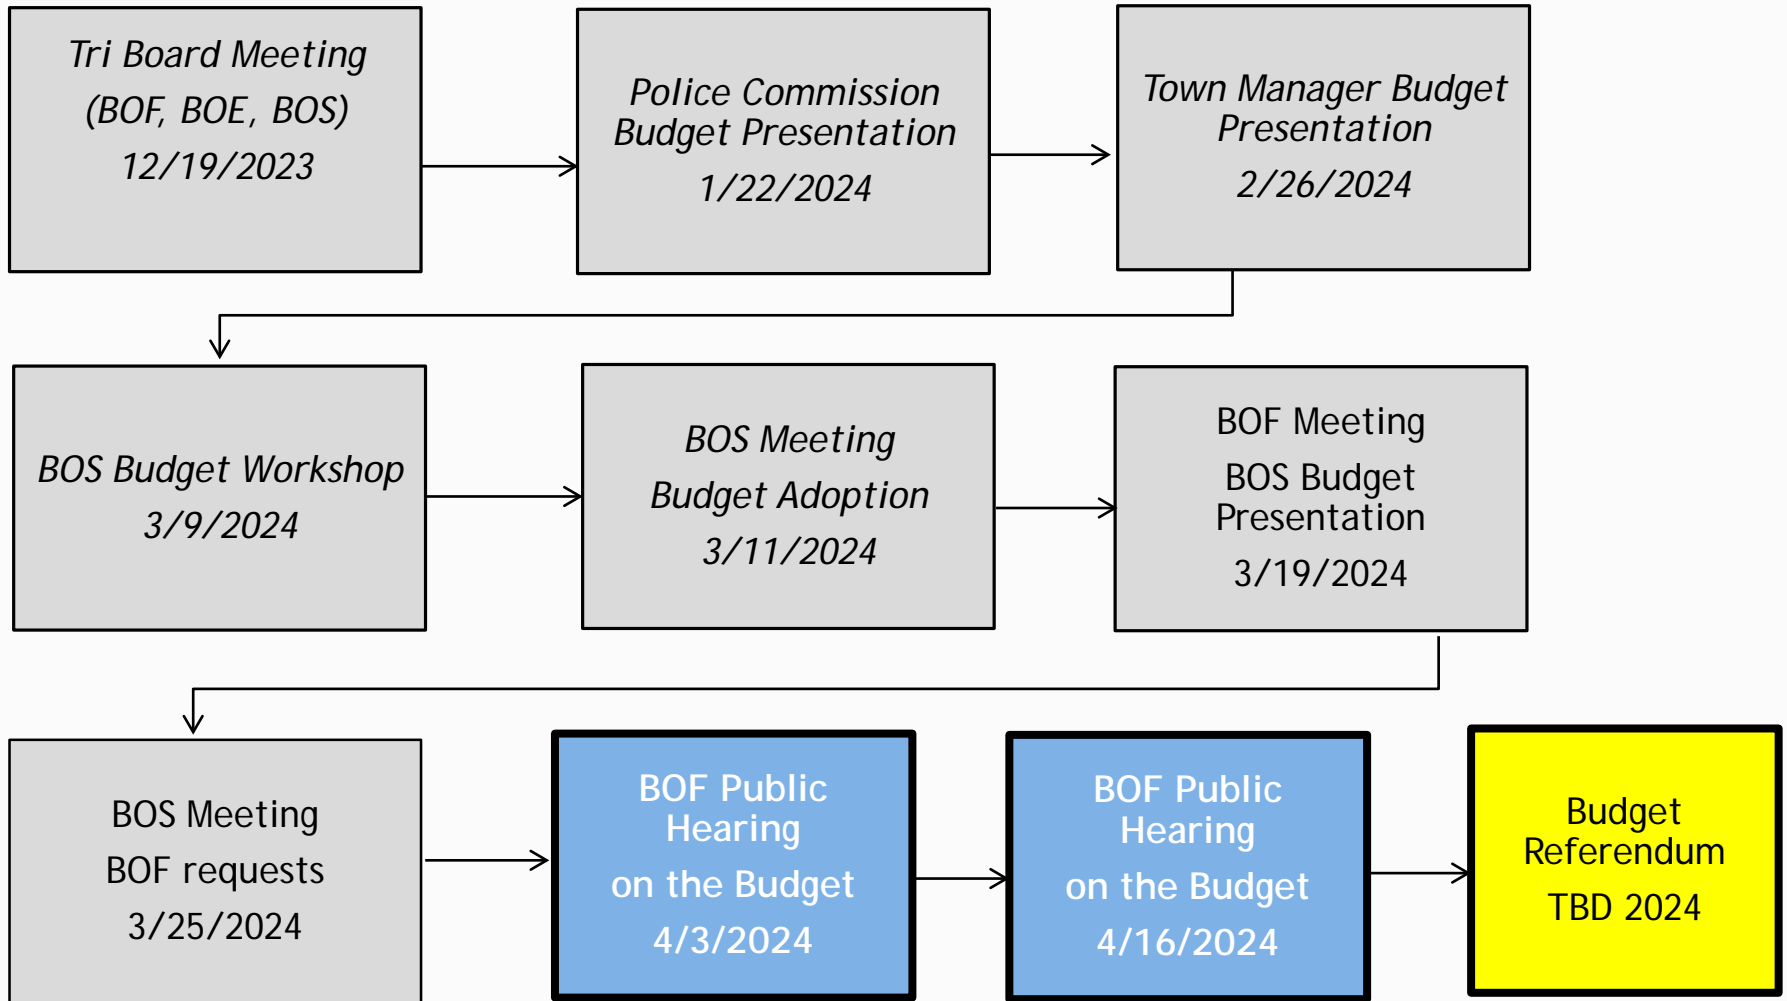 Tri Board Meeting
(BOF, BOE, BOS)
12/19/2023
Police Commission
Budget Presentation
1/22/2024
Town Manager Budget
Presentation
2/26/2024
BOS Budget Workshop
3/9/2024
BOS Meeting
Budget Adoption
3/11/2024
BOF Meeting
BOS Budget
Presentation
3/19/2024
BOS Meeting
BOF requests
3/25/2024
BOF Public
Hearing
on the Budget
4/3/2024
BOF Public
Hearing
on the Budget
4/16/2024
Budget
Referendum
TBD 2024